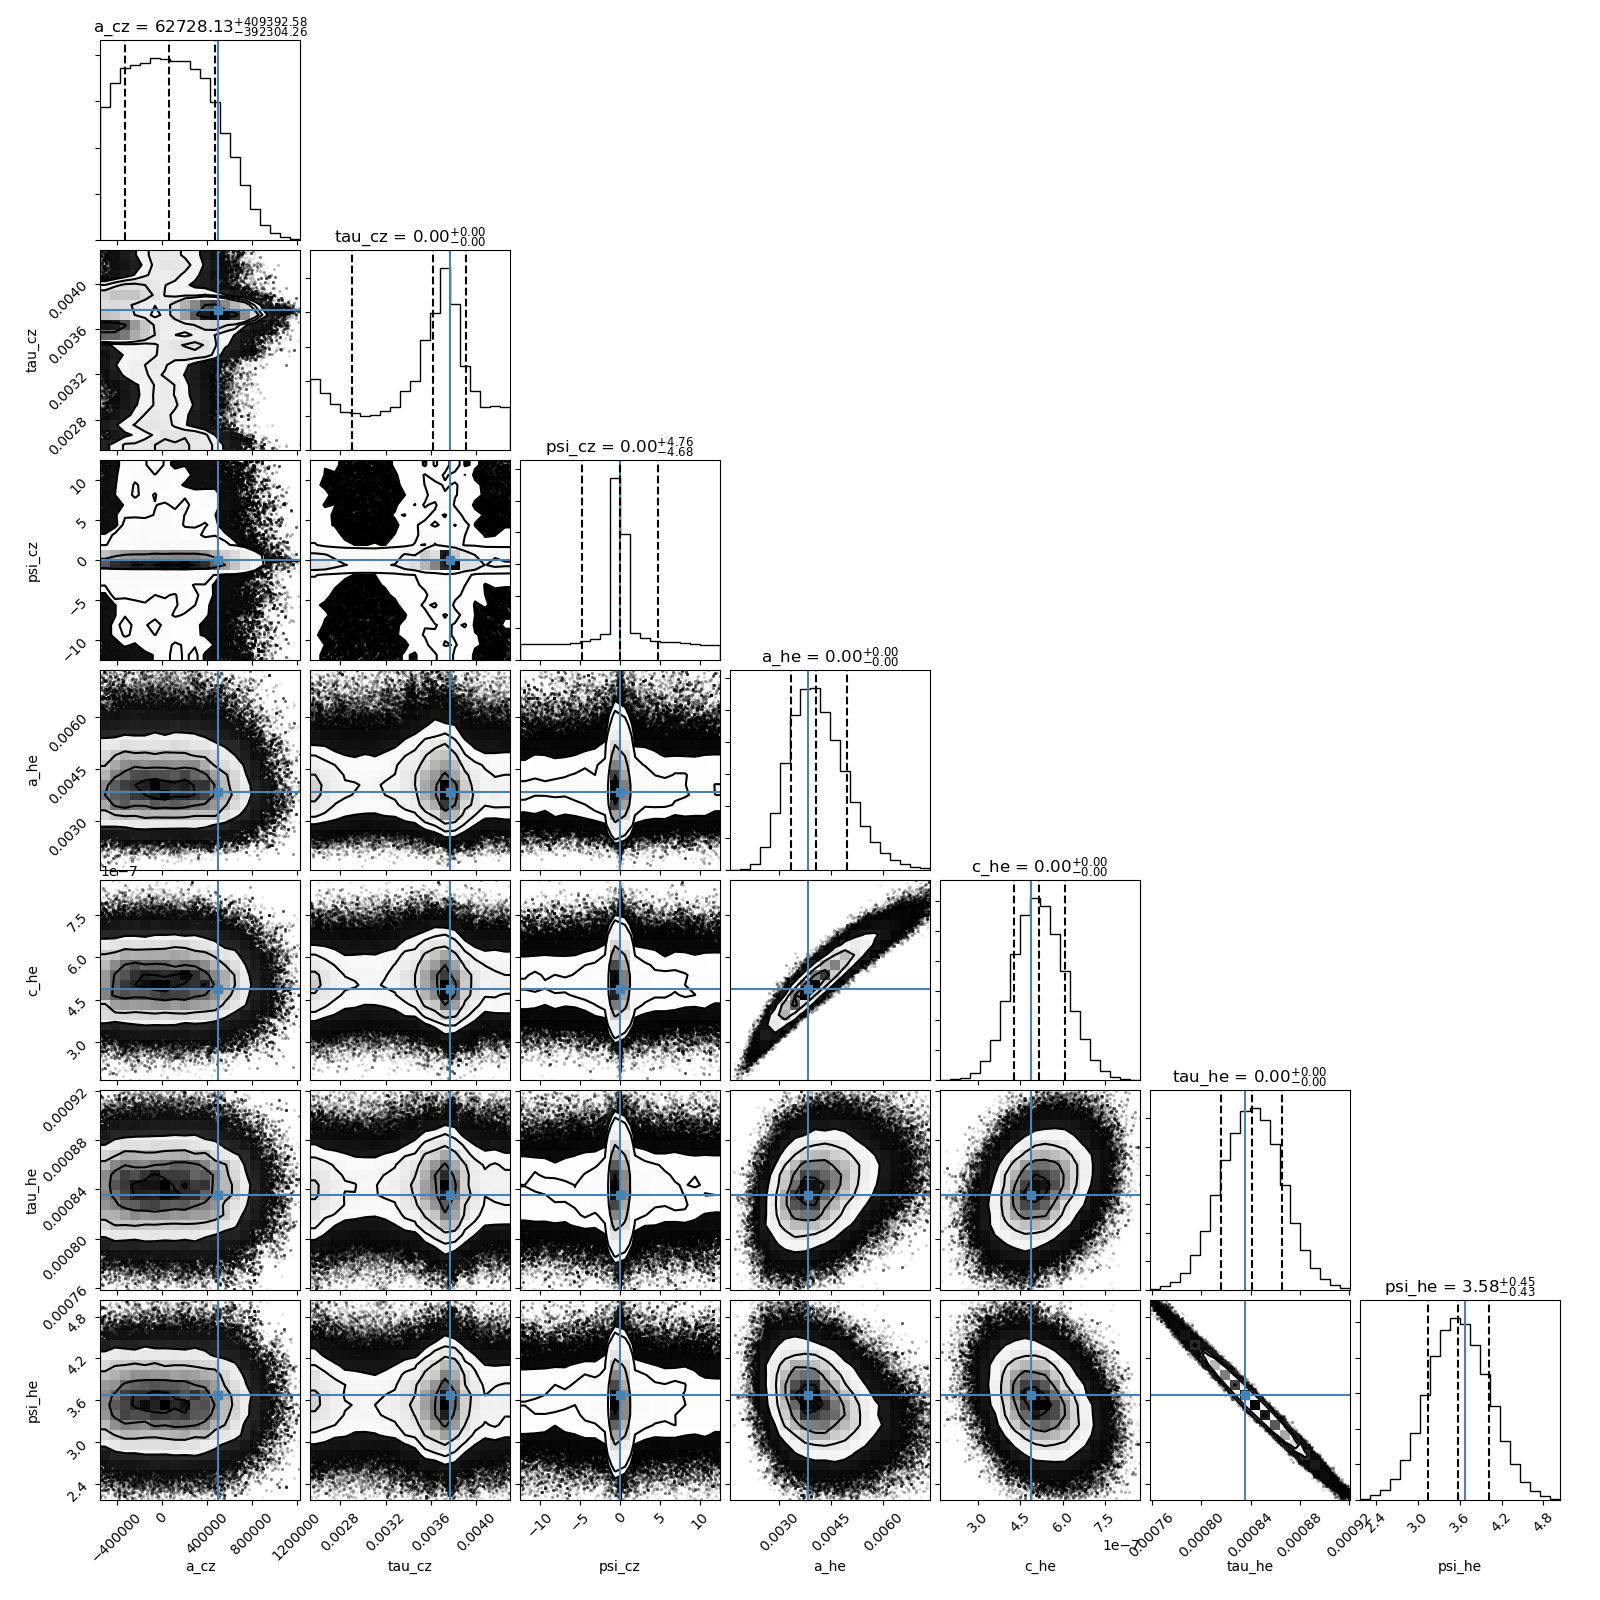 a_cz = 62728.13+409392.58−392304.26
tau_cz = 0.00+0.00−0.00
0.0040
0.0036
0.0032
0.0028
tau_cz
psi_cz = 0.00+4.76−4.68
10
5
0
−5
−10
psi_cz
a_he = 0.00+0.00−0.00
0.0060
0.0045
0.0030
a_he
c_he = 0.00+0.00−0.00
1e−7
7.5
6.0
4.5
3.0
c_he
tau_he = 0.00+0.00−0.00
0.00092
0.00088
0.00084
0.00080
0.00076
tau_he
psi_he = 3.58+0.45−0.43
4.8
4.2
3.6
3.0
2.4
psi_he
−400000 0 400000 800000 1200000 0.0028 0.0032 0.0036 0.0040 −10 −5 0 5 10 0.0030 0.0045 0.0060 3.0 4.5 6.0 7.5 1e−7 0.00076 0.00080 0.00084 0.00088 0.00092 2.4 3.0 3.6 4.2 4.8
a_cz tau_cz psi_cz a_he c_he tau_he psi_he